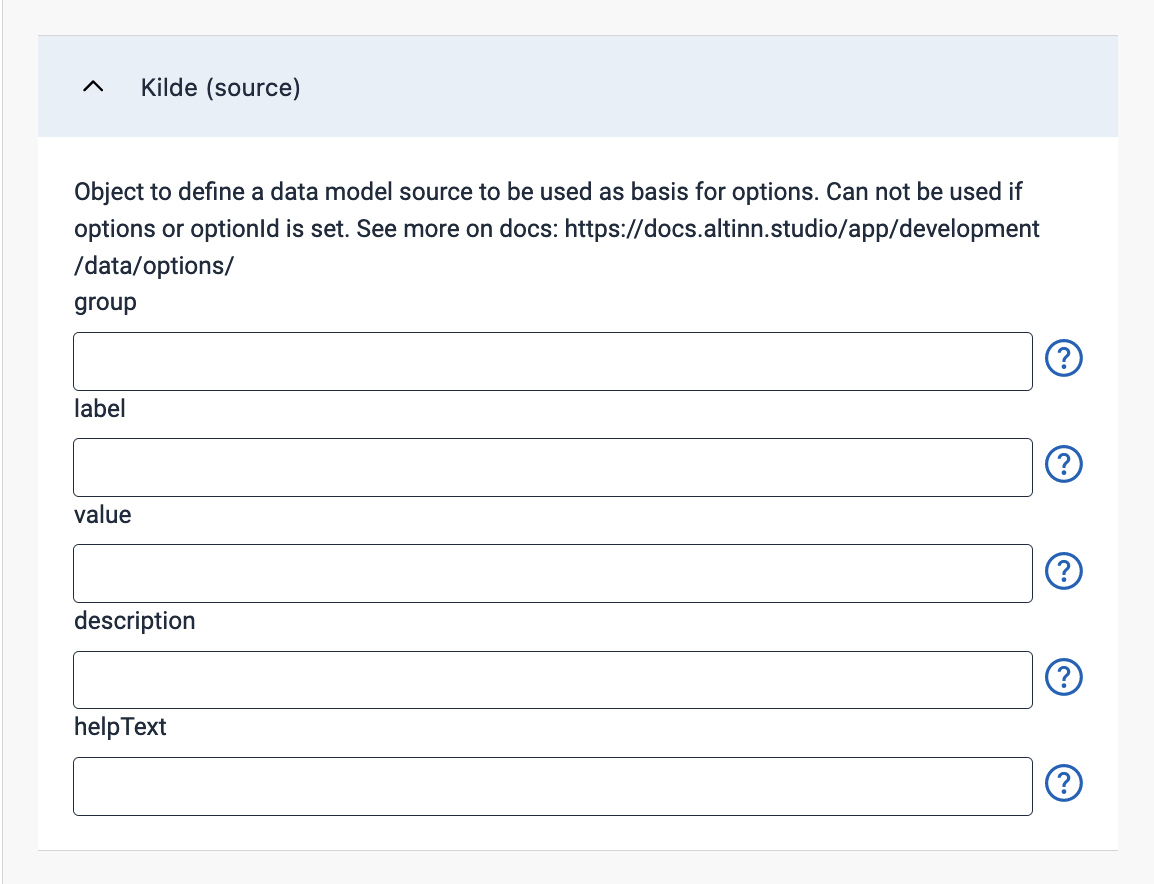 Kilde (source)
Object to define a data model source to be used as basis for options. Can not be used if
options or optionId is set. See more on docs: https://docs.altinn.studio/app/development
/data/options/
group
?
label
?
value
?
description
?
helpText
?